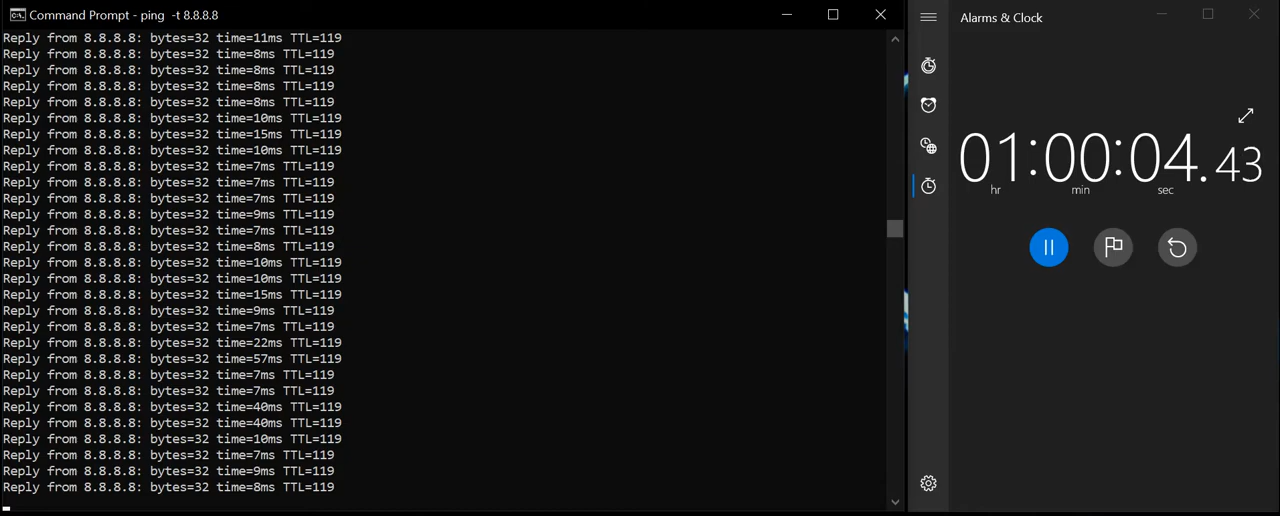 Command Prompt - ping  -t 8.8.8.8
Reply from 8.8.8.8: bytes=32 time=11ms TTL=119
Reply from 8.8.8.8: bytes=32 time=8ms TTL=119
Reply from 8.8.8.8: bytes=32 time=8ms TTL=119
Reply from 8.8.8.8: bytes=32 time=8ms TTL=119
Reply from 8.8.8.8: bytes=32 time=8ms TTL=119
Reply from 8.8.8.8: bytes=32 time=10ms TTL=119
Reply from 8.8.8.8: bytes=32 time=15ms TTL=119
Reply from 8.8.8.8: bytes=32 time=10ms TTL=119
Reply from 8.8.8.8: bytes=32 time=7ms TTL=119
Reply from 8.8.8.8: bytes=32 time=7ms TTL=119
Reply from 8.8.8.8: bytes=32 time=7ms TTL=119
Reply from 8.8.8.8: bytes=32 time=9ms TTL=119
Reply from 8.8.8.8: bytes=32 time=7ms TTL=119
Reply from 8.8.8.8: bytes=32 time=8ms TTL=119
Reply from 8.8.8.8: bytes=32 time=10ms TTL=119
Reply from 8.8.8.8: bytes=32 time=10ms TTL=119
Reply from 8.8.8.8: bytes=32 time=15ms TTL=119
Reply from 8.8.8.8: bytes=32 time=9ms TTL=119
Reply from 8.8.8.8: bytes=32 time=7ms TTL=119
Reply from 8.8.8.8: bytes=32 time=22ms TTL=119
Reply from 8.8.8.8: bytes=32 time=57ms TTL=119
Reply from 8.8.8.8: bytes=32 time=7ms TTL=119
Reply from 8.8.8.8: bytes=32 time=7ms TTL=119
Reply from 8.8.8.8: bytes=32 time=40ms TTL=119
Reply from 8.8.8.8: bytes=32 time=40ms TTL=119
Reply from 8.8.8.8: bytes=32 time=10ms TTL=119
Reply from 8.8.8.8: bytes=32 time=7ms TTL=119
Reply from 8.8.8.8: bytes=32 time=9ms TTL=119
Reply from 8.8.8.8: bytes=32 time=8ms TTL=119
Alarms & Clock
01:00:04.43
hr min sec